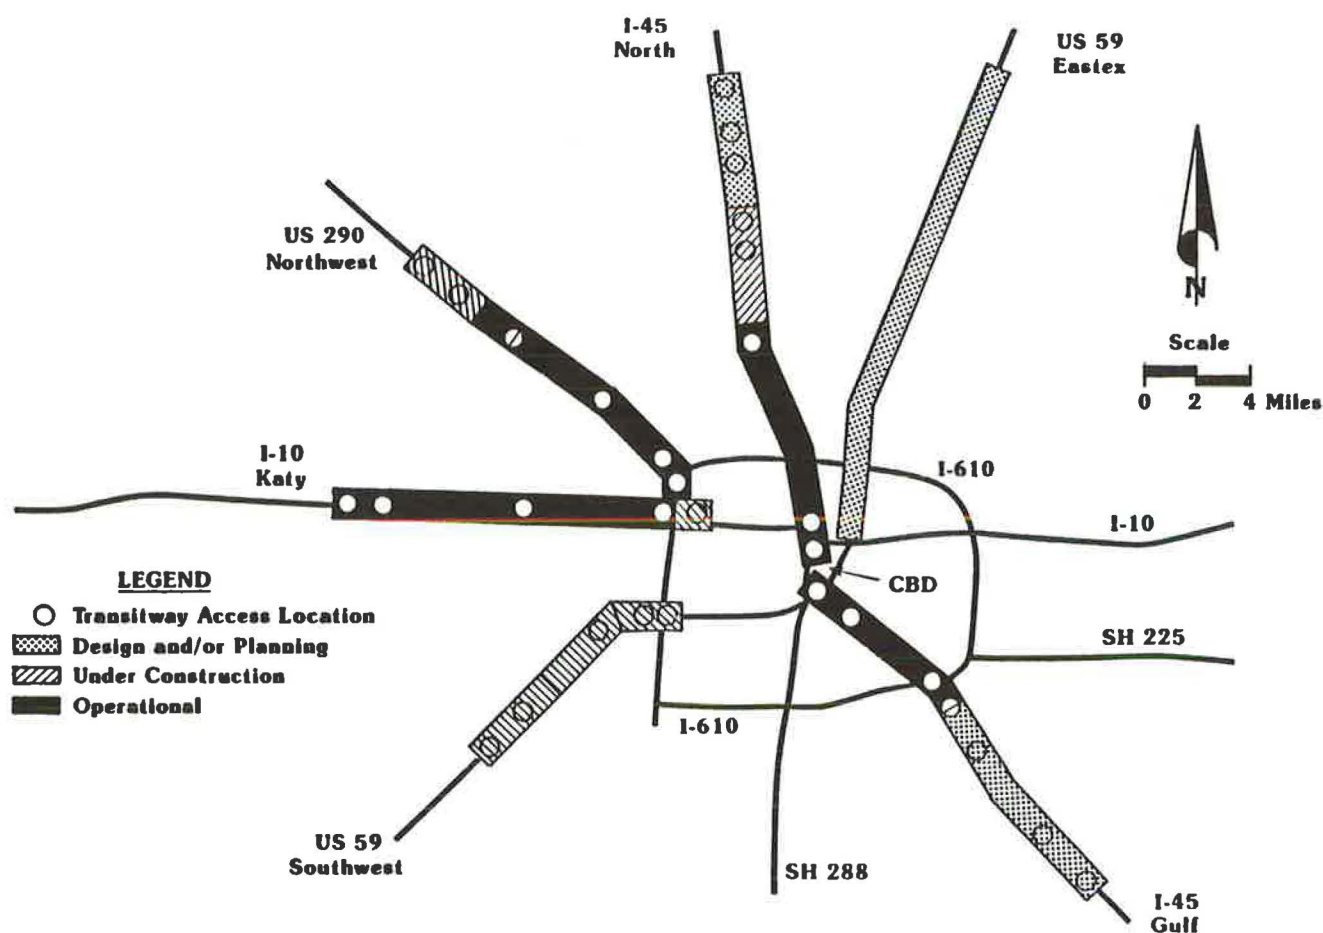 I-45
North
US 59
Eastex
US 290
Northwest
N
Scale
0 2 4 Miles
I-10
Katy
I-610
I-10
CBD
LEGEND
Transitway Access Location
Design and/or Planning
Under Construction
Operational
SH 225
I-610
US 59
Southwest
SH 288
I-45
Gulf